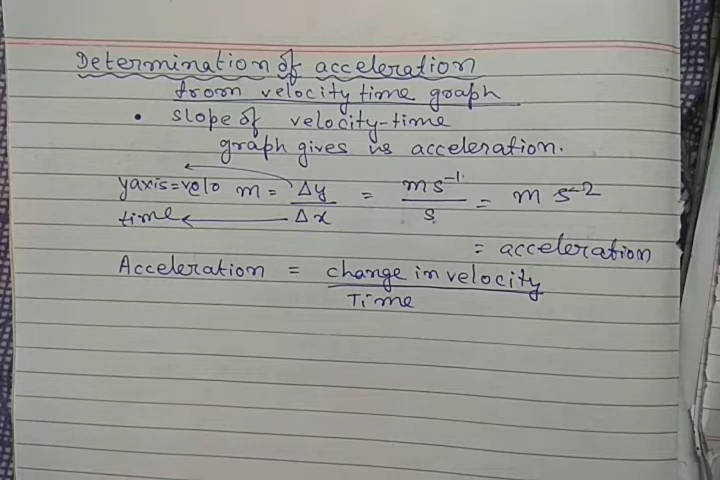 Determination of acceleration
from velocity time graph
• slope of velocity-time
graph gives us acceleration.
yaxis=velo m = Δy/Δx = ms⁻¹/s = m s⁻²
time
= acceleration
Acceleration = change in velocity/Time